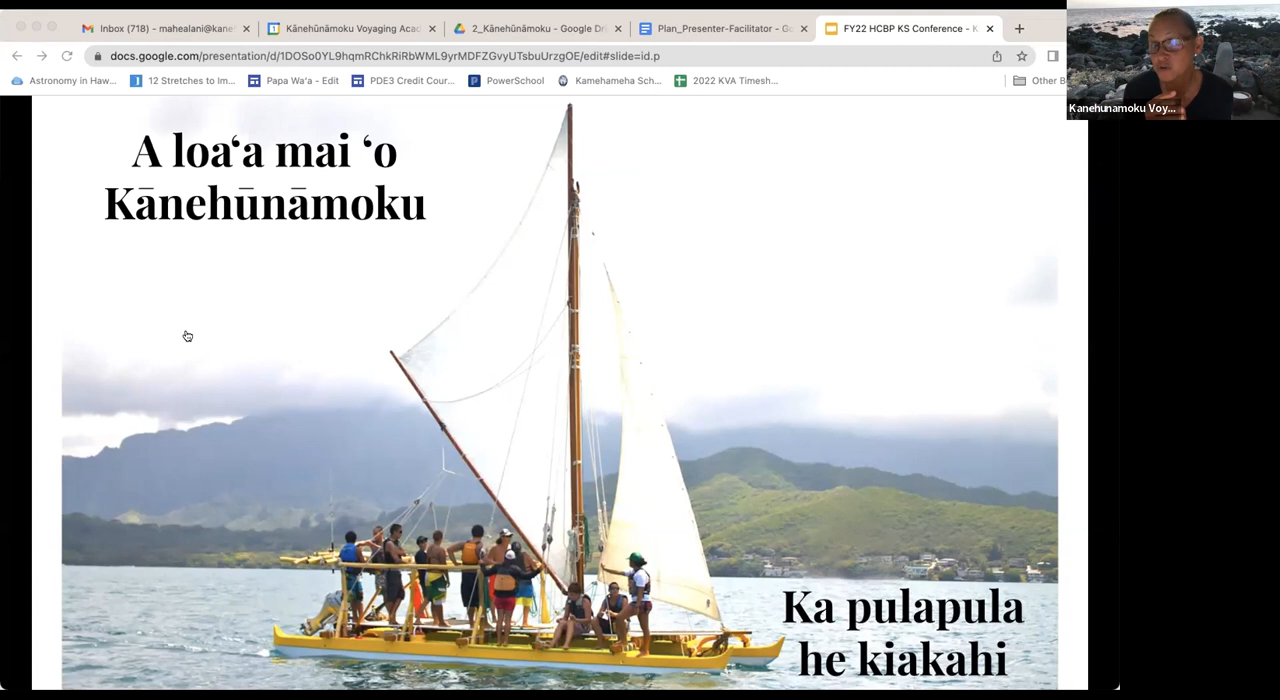 Inbox (718) - mahealani@kane
Kānehūnāmoku Voyaging Acad
2_Kānehūnāmoku - Google Dri
Plan_Presenter-Facilitator - Go
FY22 HCBP KS Conference - K
docs.google.com/presentation/d/1DOSo0YL9hqmRChkRiRbWML9yrMDFZGvyUTsbuUrzgOE/edit#slide=id.p
Astronomy in Haw...
12 Stretches to Im...
Papa Wa'a - Edit
PDE3 Credit Cour...
PowerSchool
Kamehameha Sch...
2022 KVA Timesh...
Other B
Kanehunamoku Voy...
A loaʻa mai ʻo
Kānehūnāmoku
Ka pulapula
he kiakahi